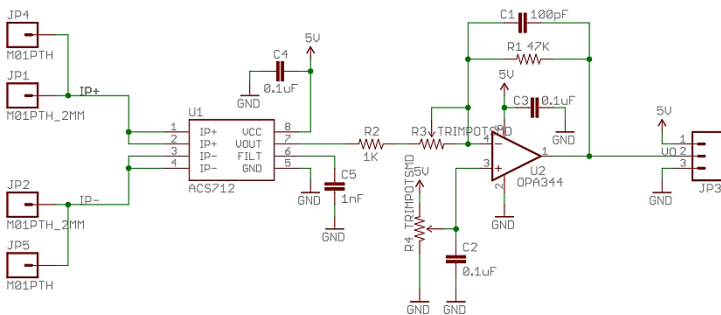 JP4
M01PTH
JP1
IP+
M01PTH_2MM
JP2
IP-
M01PTH_2MM
JP5
M01PTH
C4
5V
0.1uF
GND
U1
1 IP+ VCC 8
2 IP+ VOUT 7
3 IP- FILT 6
4 IP- GND 5
ACS712
GND
C5
1nF
GND
R2
1K
R3 TRIMPOTSMD
5V
R4 TRIMPOTSMD
GND
C2
0.1uF
GND
C1 100pF
R1 47K
5V
C3 0.1uF
GND
4
3
1
2
U2
OPA344
GND
5V
VO
1
2
3
GND
JP3